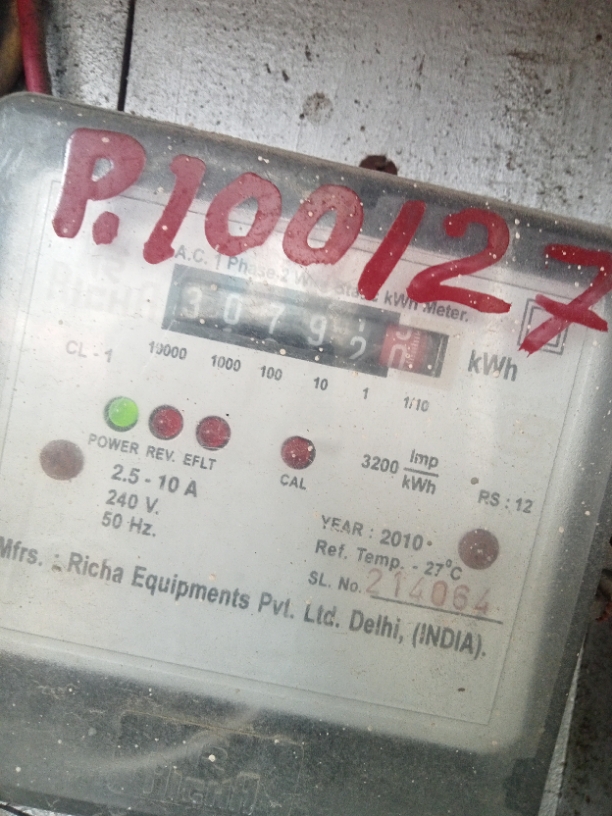 P.100127
A.C. 1 Phase 2 Wire Static kWh Meter.
3079 kWh
CL - 1 10000 1000 100 10 1 1/10
POWER REV. EFLT CAL
3200 Imp/kWh
RS : 12
2.5 - 10 A
240 V.
50 Hz.
YEAR : 2010
Ref. Temp. - 27°C
SL. No. 214064
Mfrs. : Richa Equipments Pvt. Ltd. Delhi, (INDIA).